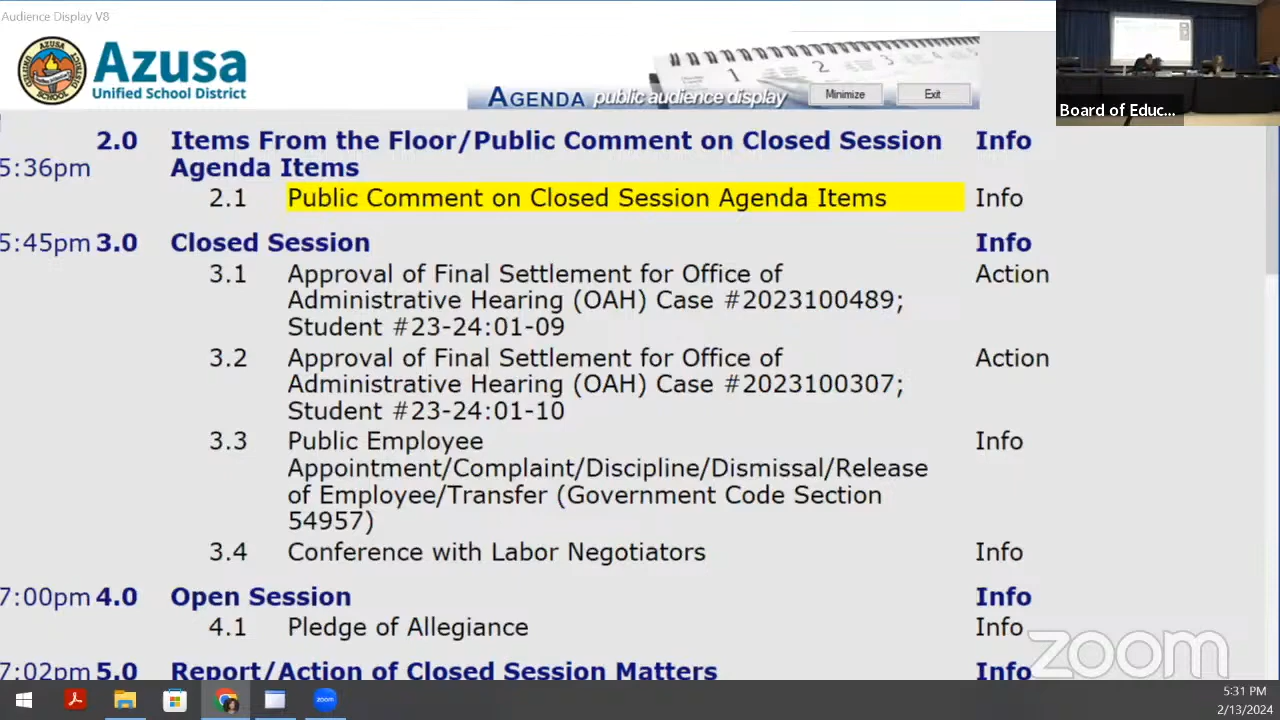 Audience Display V8
Azusa
Unified School District
1 2 3 4
AGENDA public audience display Minimize Exit
Board of Educ...
2.0 Items From the Floor/Public Comment on Closed Session Info
5:36pm Agenda Items
2.1 Public Comment on Closed Session Agenda Items Info
5:45pm 3.0 Closed Session Info
3.1 Approval of Final Settlement for Office of Action
Administrative Hearing (OAH) Case #2023100489;
Student #23-24:01-09
3.2 Approval of Final Settlement for Office of Action
Administrative Hearing (OAH) Case #2023100307;
Student #23-24:01-10
3.3 Public Employee Info
Appointment/Complaint/Discipline/Dismissal/Release
of Employee/Transfer (Government Code Section
54957)
3.4 Conference with Labor Negotiators Info
7:00pm 4.0 Open Session Info
4.1 Pledge of Allegiance Info
7:02pm 5.0 Report/Action of Closed Session Matters Info
zoom
zoom
5:31 PM
2/13/2024